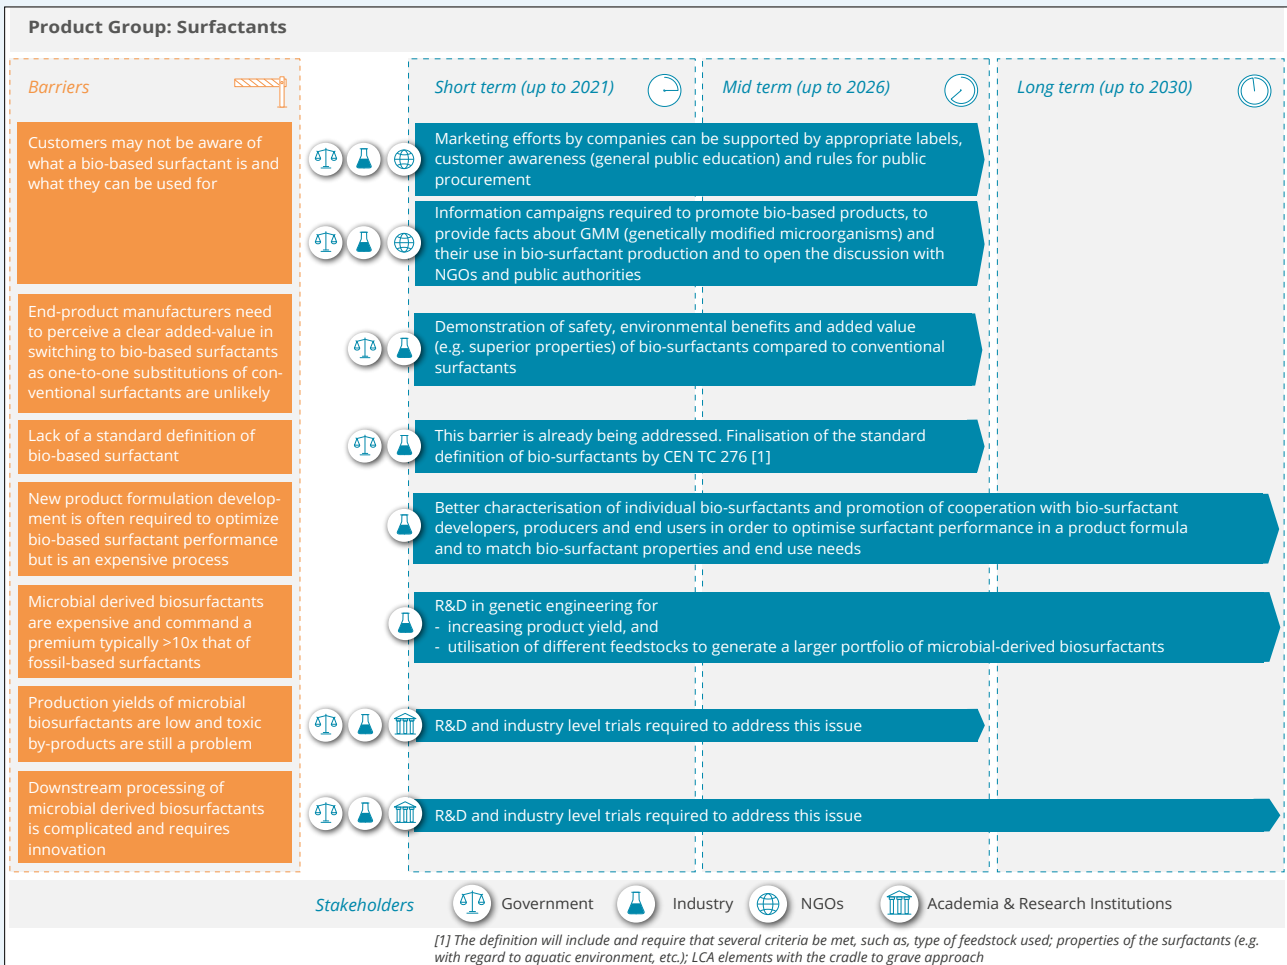 Product Group: Surfactants
Barriers
Short term (up to 2021)
Mid term (up to 2026)
Long term (up to 2030)
Customers may not be aware of
what a bio-based surfactant is and
what they can be used for
Marketing efforts by companies can be supported by appropriate labels,
customer awareness (general public education) and rules for public
procurement
Information campaigns required to promote bio-based products, to
provide facts about GMM (genetically modified microorganisms) and
their use in bio-surfactant production and to open the discussion with
NGOs and public authorities
End-product manufacturers need
to perceive a clear added-value in
switching to bio-based surfactants
as one-to-one substitutions of con-
ventional surfactants are unlikely
Demonstration of safety, environmental benefits and added value
(e.g. superior properties) of bio-surfactants compared to conventional
surfactants
Lack of a standard definition of
bio-based surfactant
This barrier is already being addressed. Finalisation of the standard
definition of bio-surfactants by CEN TC 276 [1]
New product formulation develop-
ment is often required to optimize
bio-based surfactant performance
but is an expensive process
Better characterisation of individual bio-surfactants and promotion of cooperation with bio-surfactant
developers, producers and end users in order to optimise surfactant performance in a product formula
and to match bio-surfactant properties and end use needs
Microbial derived biosurfactants
are expensive and command a
premium typically >10x that of
fossil-based surfactants
R&D in genetic engineering for
- increasing product yield, and
- utilisation of different feedstocks to generate a larger portfolio of microbial-derived biosurfactants
Production yields of microbial
biosurfactants are low and toxic
by-products are still a problem
R&D and industry level trials required to address this issue
Downstream processing of
microbial derived biosurfactants
is complicated and requires
innovation
R&D and industry level trials required to address this issue
Stakeholders
Government
Industry
NGOs
Academia & Research Institutions
[1] The definition will include and require that several criteria be met, such as, type of feedstock used; properties of the surfactants (e.g.
with regard to aquatic environment, etc.); LCA elements with the cradle to grave approach